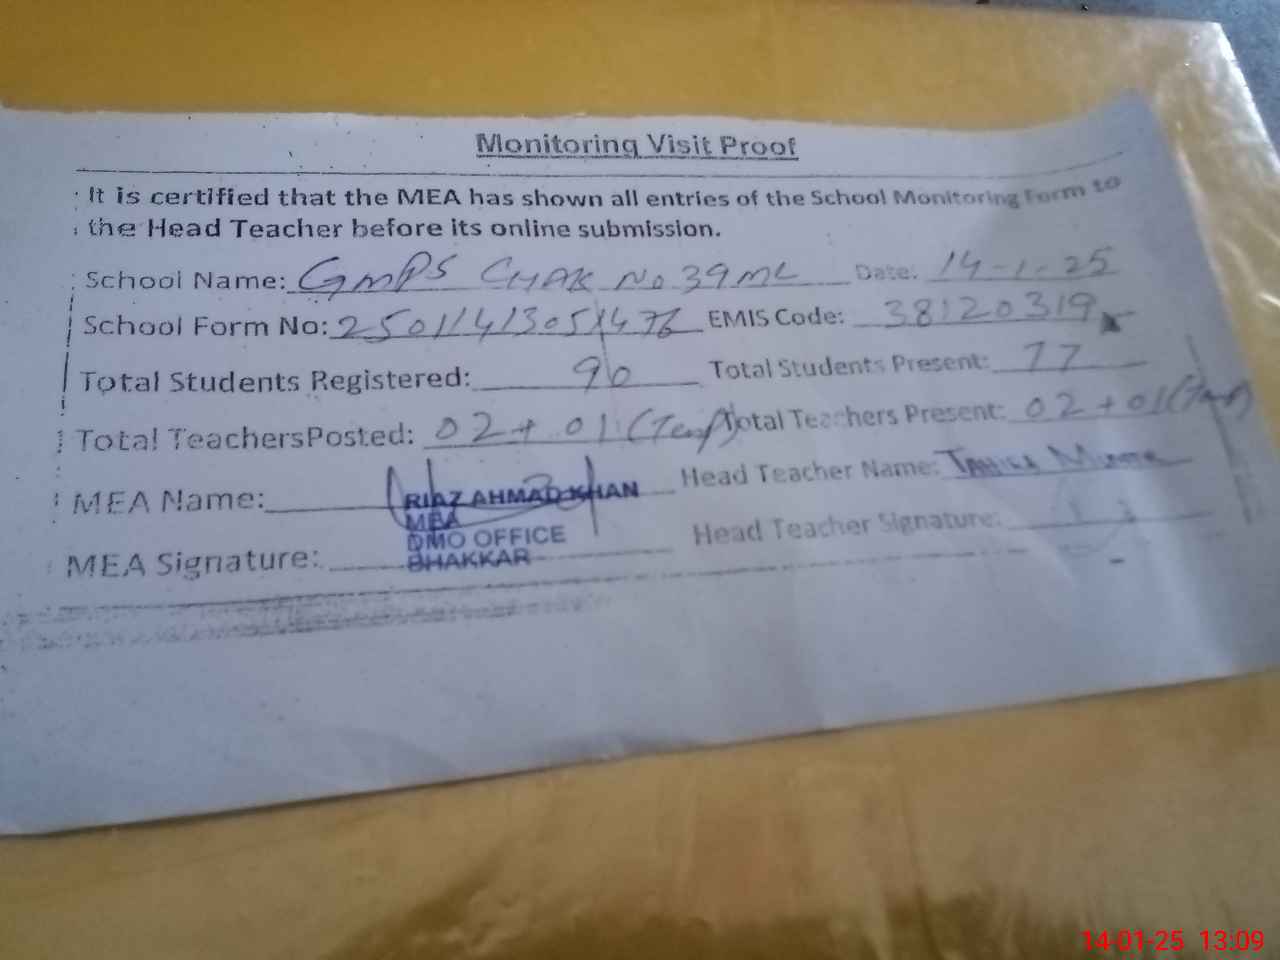 Monitoring Visit Proof
It is certified that the MEA has shown all entries of the School Monitoring Form to
the Head Teacher before its online submission.
School Name: GMPS CHAK No 39 ML Date: 14-1-25
School Form No: EMIS Code: 38120319
Total Students Registered: 90 Total Students Present: 77
Total TeachersPosted: 02 + 01 (Temp) Total Teachers Present: 02 + 01 (Temp)
MEA Name: RIAZ AHMAD KHAN Head Teacher Name:
MEA
DMO OFFICE Head Teacher Signature:
MEA Signature: BHAKKAR
14-01-25 13:09